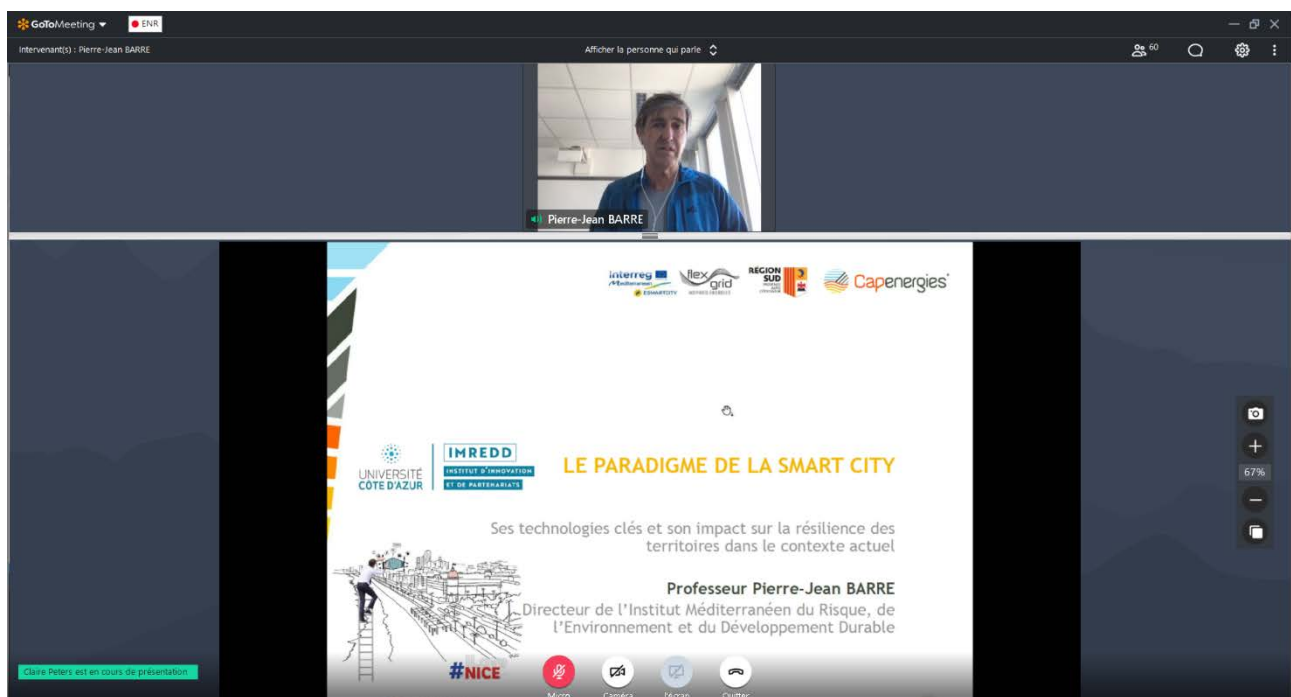 GoToMeeting
ENR
Intervenant(s) : Pierre-Jean BARRE
Afficher la personne qui parle
60
Pierre-Jean BARRE
interreg
Mediterranean
ESMARTCITY
flex
grid
RÉGION
SUD
Capenergies
UNIVERSITÉ
CÔTE D'AZUR
IMREDD
INSTITUT D'INNOVATION
ET DE PARTENARIATS
LE PARADIGME DE LA SMART CITY
Ses technologies clés et son impact sur la résilience des
territoires dans le contexte actuel
Professeur Pierre-Jean BARRE
Directeur de l'Institut Méditerranéen du Risque, de
l'Environnement et du Développement Durable
67%
#NICE
Claire Peters est en cours de présentation
Micro
Caméra
Quitter